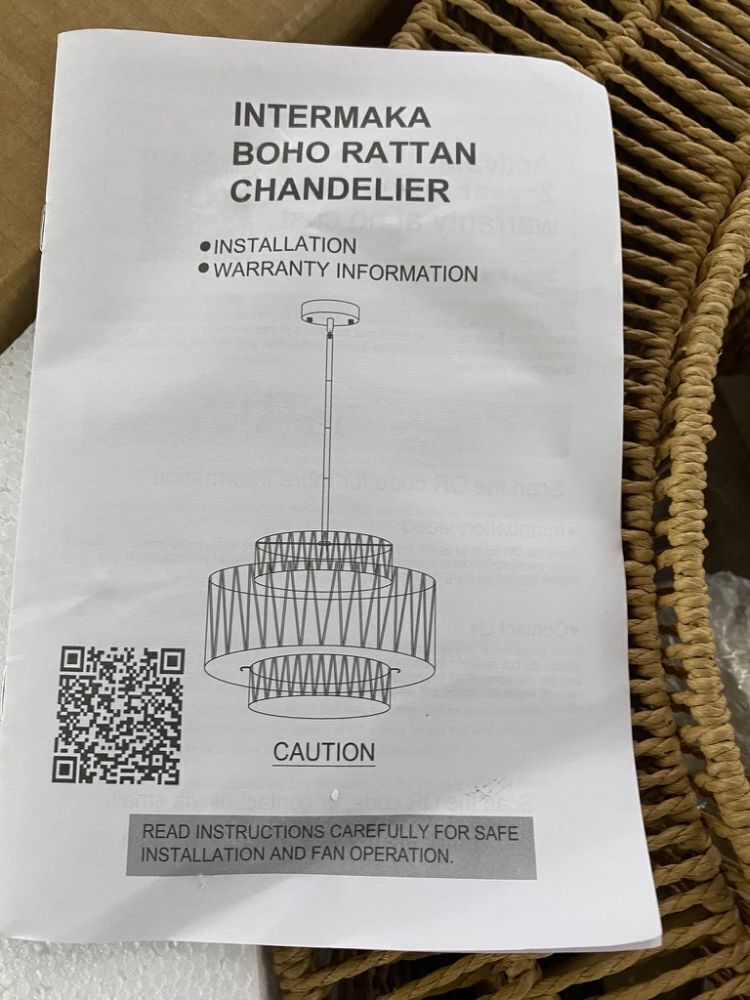 INTERMAKA
BOHO RATTAN
CHANDELIER
●INSTALLATION
●WARRANTY INFORMATION
CAUTION
READ INSTRUCTIONS CAREFULLY FOR SAFE
INSTALLATION AND FAN OPERATION.